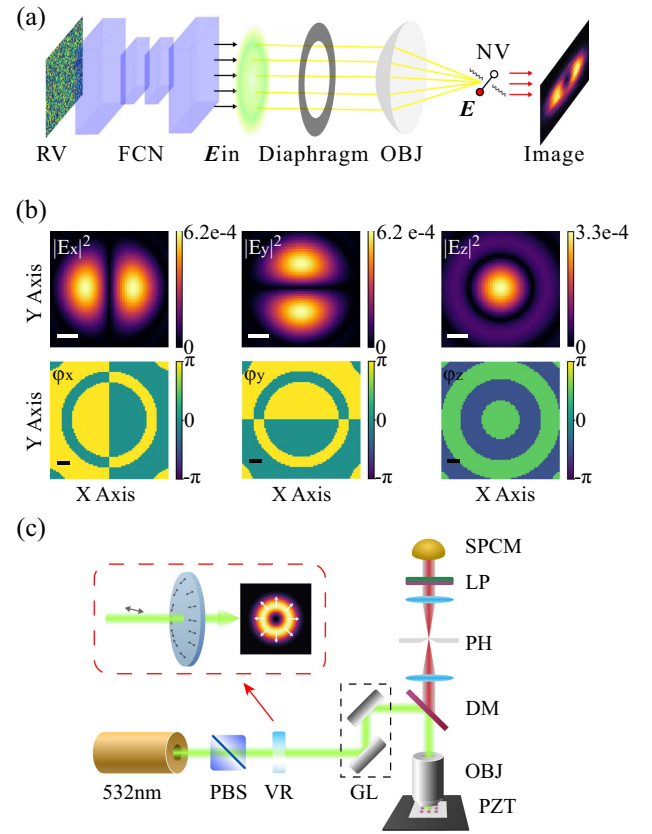 (a)
NV
E
RV FCN Ein Diaphragm OBJ Image
(b)
|Ex|² 6.2e-4 |Ey|² 6.2 e-4 |Ez|² 3.3e-4
Y Axis
0 0 0
φx π φy π φz π
Y Axis
0 0 0
-π -π -π
X Axis X Axis X Axis
(c)
SPCM
LP
PH
DM
OBJ
532nm PBS VR GL PZT